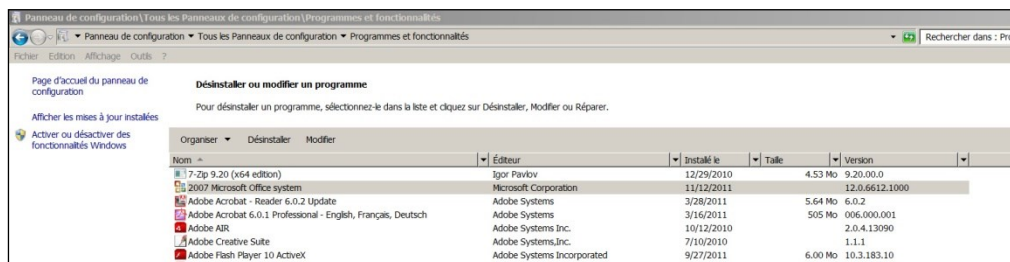 Panneau de configuration\Tous les Panneaux de configuration\Programmes et fonctionnalités
Panneau de configuration Tous les Panneaux de configuration Programmes et fonctionnalités Rechercher dans : Pro
Fichier Edition Affichage Outils ?
Page d'accueil du panneau de configuration
Afficher les mises à jour installées
Activer ou désactiver des fonctionnalités Windows
Désinstaller ou modifier un programme
Pour désinstaller un programme, sélectionnez-le dans la liste et cliquez sur Désinstaller, Modifier ou Réparer.
Organiser Désinstaller Modifier
Nom Éditeur Installé le Taille Version
7-Zip 9.20 (x64 edition) Igor Pavlov 12/29/2010 4.53 Mo 9.20.00.0
2007 Microsoft Office system Microsoft Corporation 11/12/2011 12.0.6612.1000
Adobe Acrobat - Reader 6.0.2 Update Adobe Systems 3/28/2011 5.64 Mo 6.0.2
Adobe Acrobat 6.0.1 Professional - English, Français, Deutsch Adobe Systems 3/16/2011 505 Mo 006.000.001
Adobe AIR Adobe Systems Inc. 10/12/2010 2.0.4.13090
Adobe Creative Suite Adobe Systems,Inc. 7/10/2010 1.1.1
Adobe Flash Player 10 ActiveX Adobe Systems Incorporated 9/27/2011 6.00 Mo 10.3.183.10